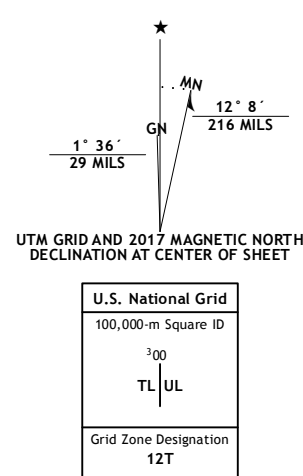 ★
MN
12° 8´
216 MILS
GN
1° 36´
29 MILS
UTM GRID AND 2017 MAGNETIC NORTH
DECLINATION AT CENTER OF SHEET
U.S. National Grid
100,000-m Square ID
³00
TL UL
Grid Zone Designation
12T